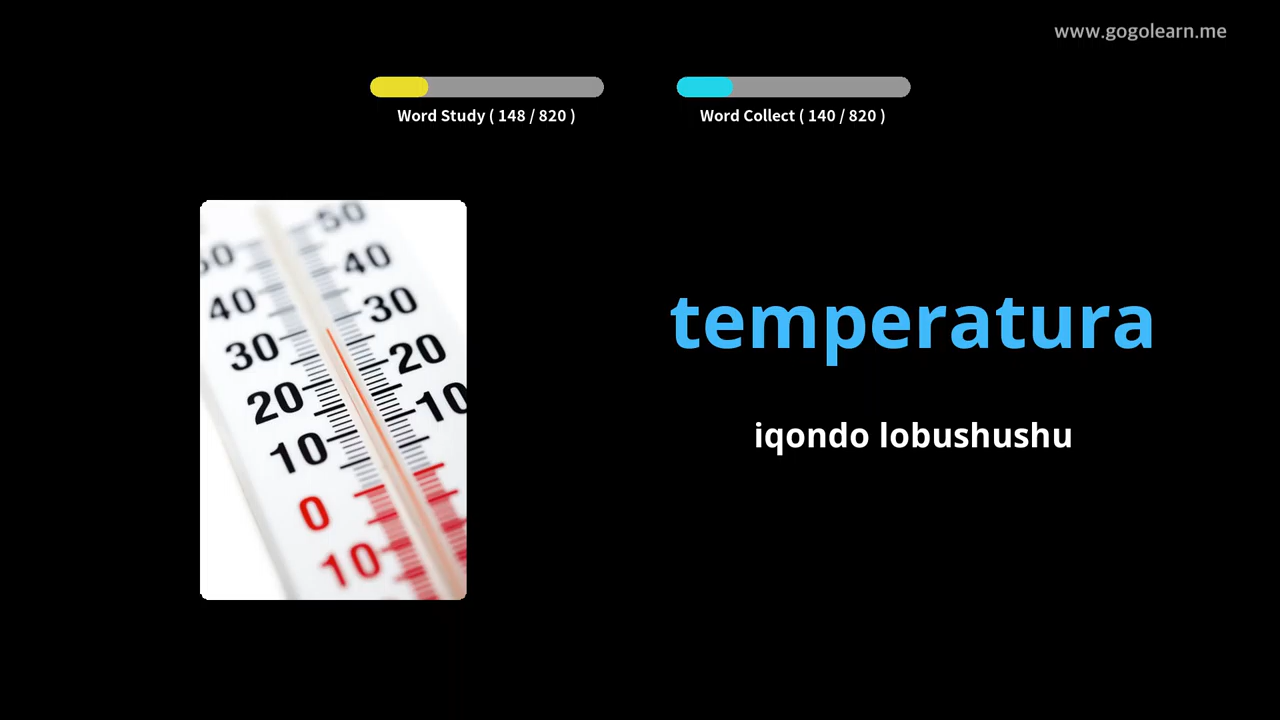 www.gogolearn.me
Word Study ( 148 / 820 )
Word Collect ( 140 / 820 )
50
50
40
40
30
30
20
20
10
10
0
10
temperatura
iqondo lobushushu